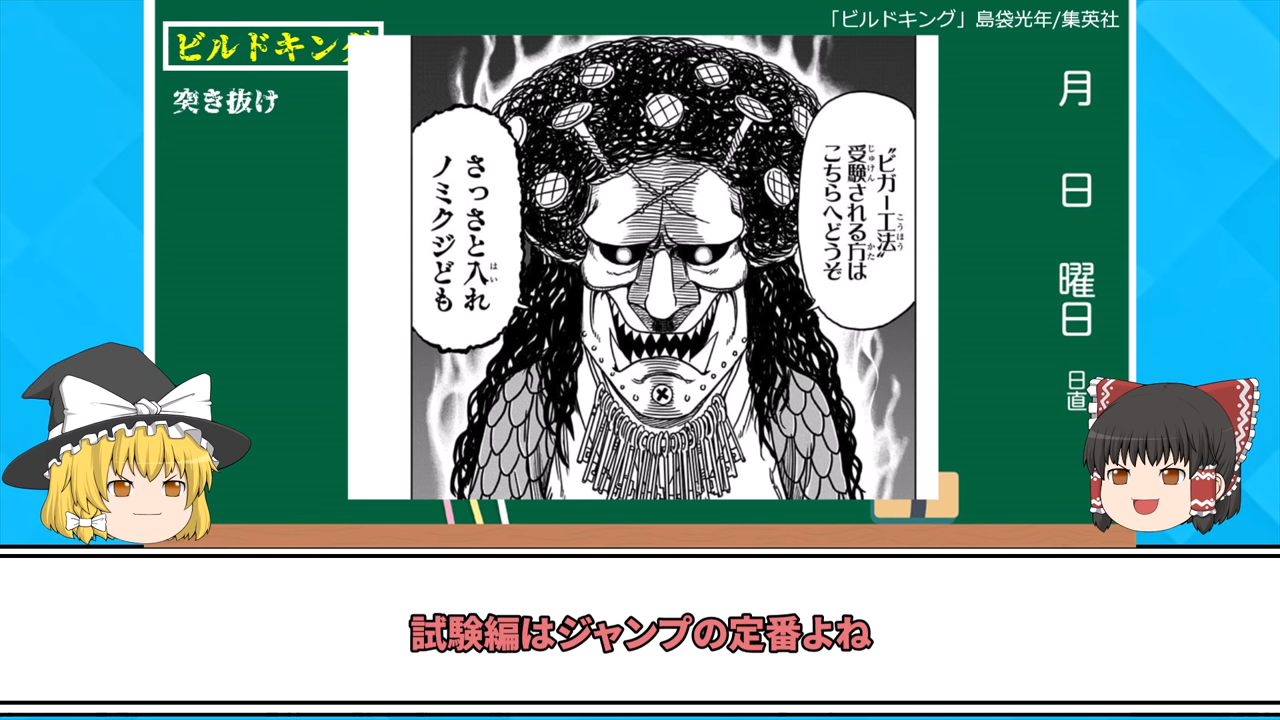 「ビルドキング」島袋光年/集英社
ビルドキング
突き抜け
〝ビガー工法〟
受験される方は
こちらへどうぞ
さっさと入れ
ノミクジども
月
日
曜日
日直
試験編はジャンプの定番よね